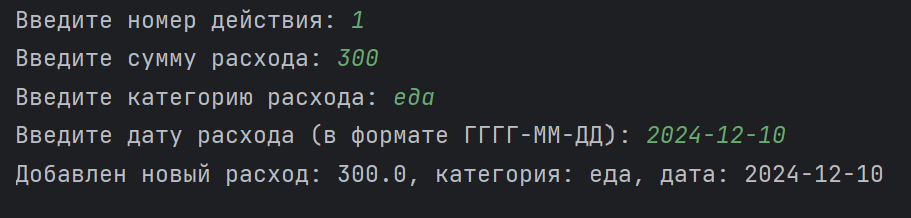 Введите номер действия: 1
Введите сумму расхода: 300
Введите категорию расхода: еда
Введите дату расхода (в формате ГГГГ-ММ-ДД): 2024-12-10
Добавлен новый расход: 300.0, категория: еда, дата: 2024-12-10